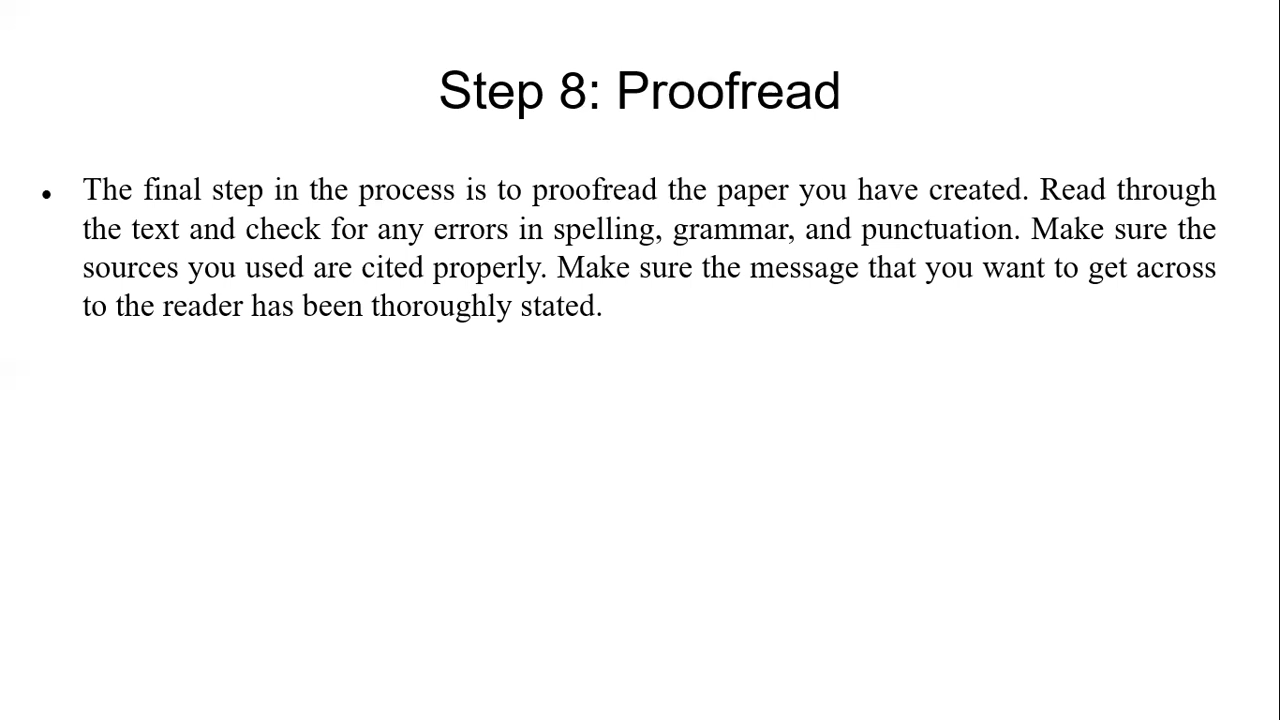 Step 8: Proofread
• The final step in the process is to proofread the paper you have created. Read through
the text and check for any errors in spelling, grammar, and punctuation. Make sure the
sources you used are cited properly. Make sure the message that you want to get across
to the reader has been thoroughly stated.